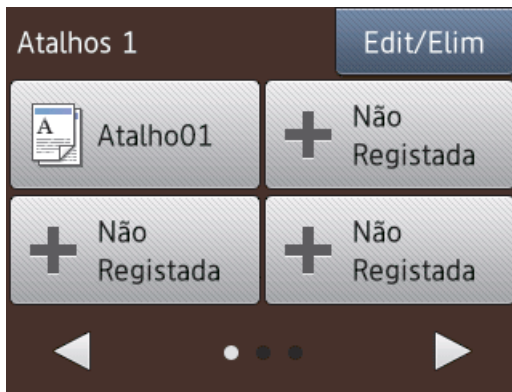 Atalhos 1
Edit/Elim
A
Atalho01
Não
Registada
Não
Registada
Não
Registada